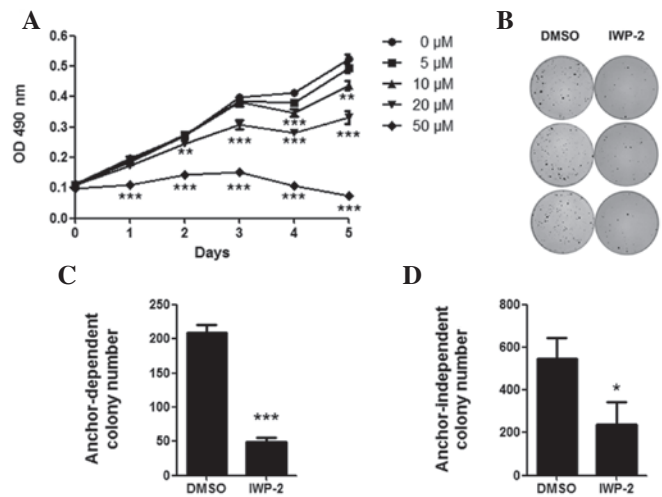 A
OD 490 nm
0.6
0.5
0.4
0.3
0.2
0.1
0.0
0 1 2 3 4 5
Days
0 µM
5 µM
10 µM
20 µM
50 µM
**
***
**
***
***
***
***
***
***
***
B
DMSO IWP-2
C
Anchor-dependent
colony number
250
200
150
100
50
0
***
DMSO IWP-2
D
Anchor-independent
colony number
800
600
400
200
0
*
DMSO IWP-2